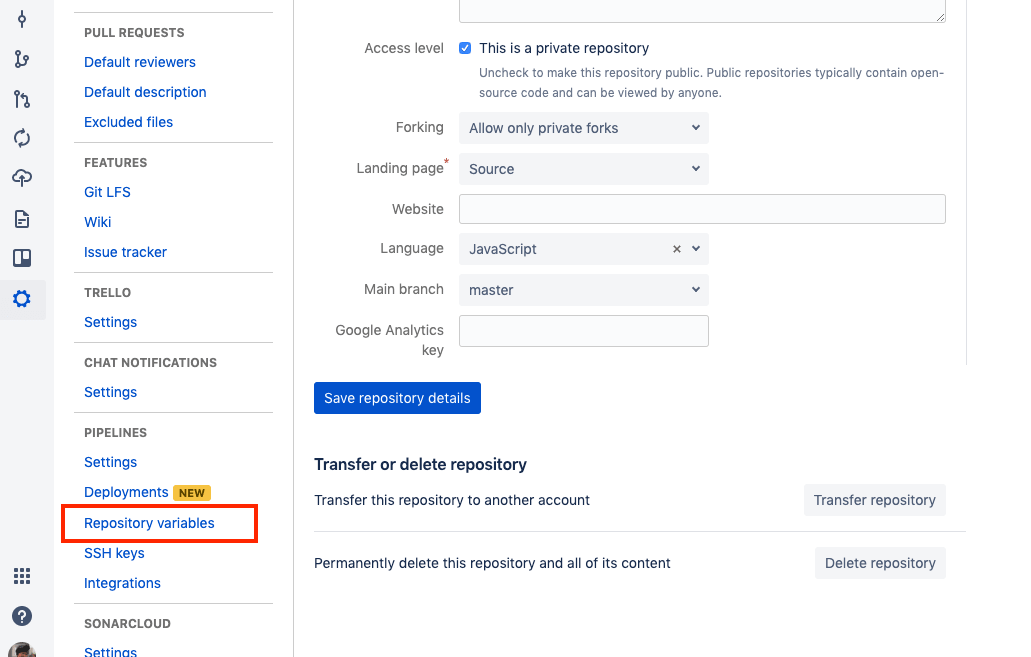 PULL REQUESTS
Default reviewers
Default description
Excluded files
FEATURES
Git LFS
Wiki
Issue tracker
TRELLO
Settings
CHAT NOTIFICATIONS
Settings
PIPELINES
Settings
Deployments NEW
Repository variables
SSH keys
Integrations
SONARCLOUD
Settings
Access level This is a private repository
Uncheck to make this repository public. Public repositories typically contain open-
source code and can be viewed by anyone.
Forking Allow only private forks
Landing page* Source
Website
Language JavaScript
Main branch master
Google Analytics
key
Save repository details
Transfer or delete repository
Transfer this repository to another account Transfer repository
Permanently delete this repository and all of its content Delete repository